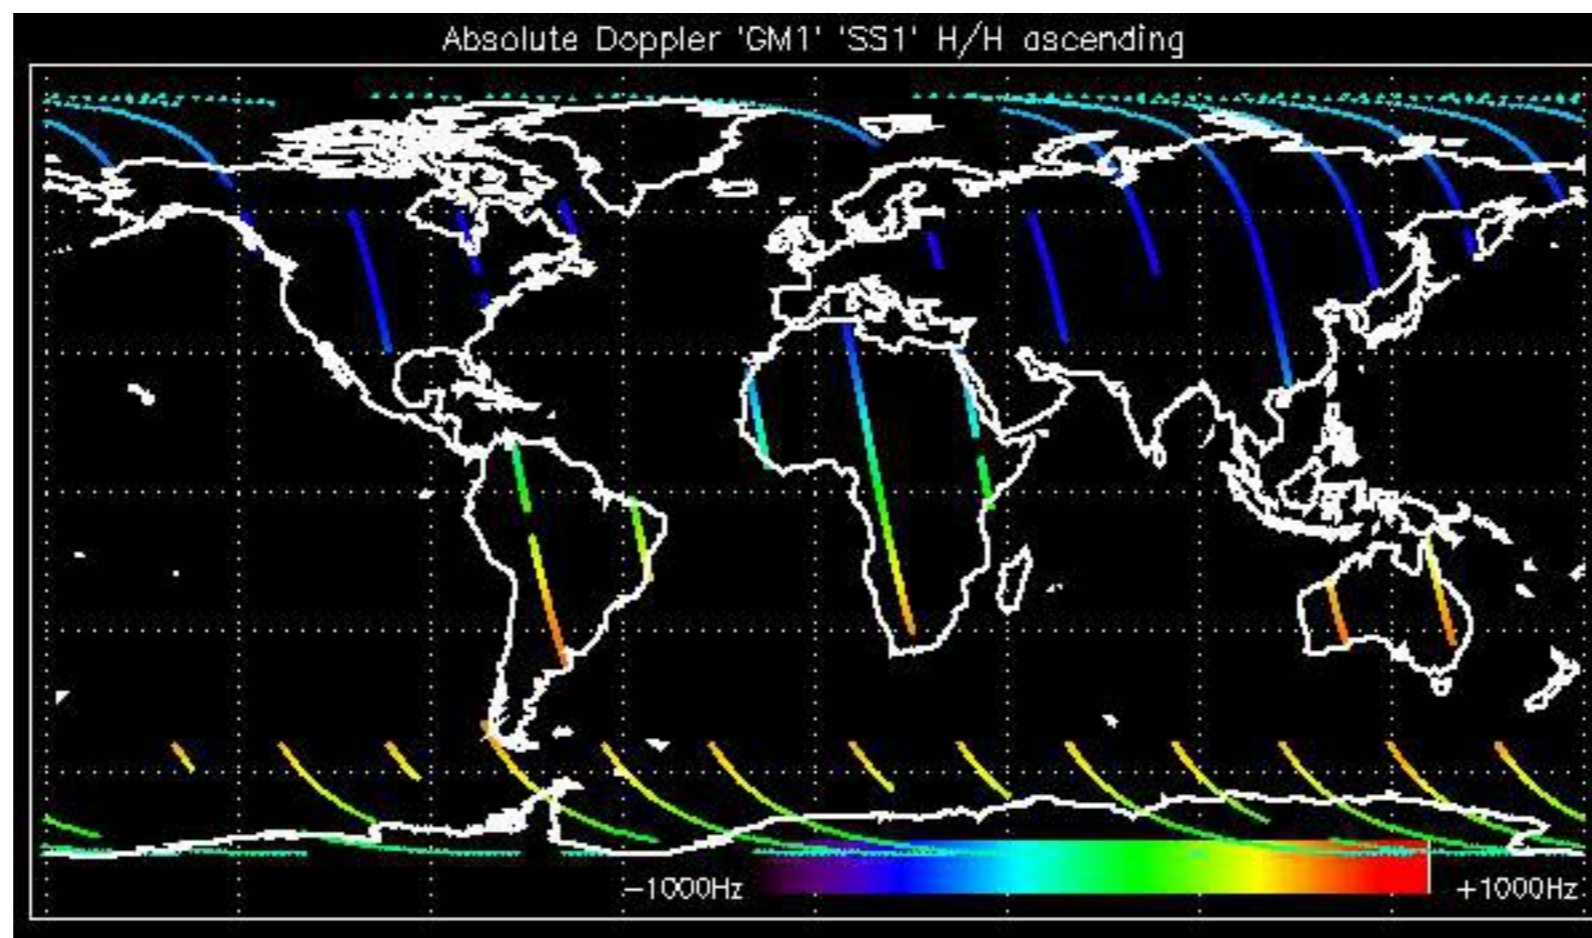 Absolute Doppler 'GM1' 'SS1' H/H ascending
-1000Hz +1000Hz